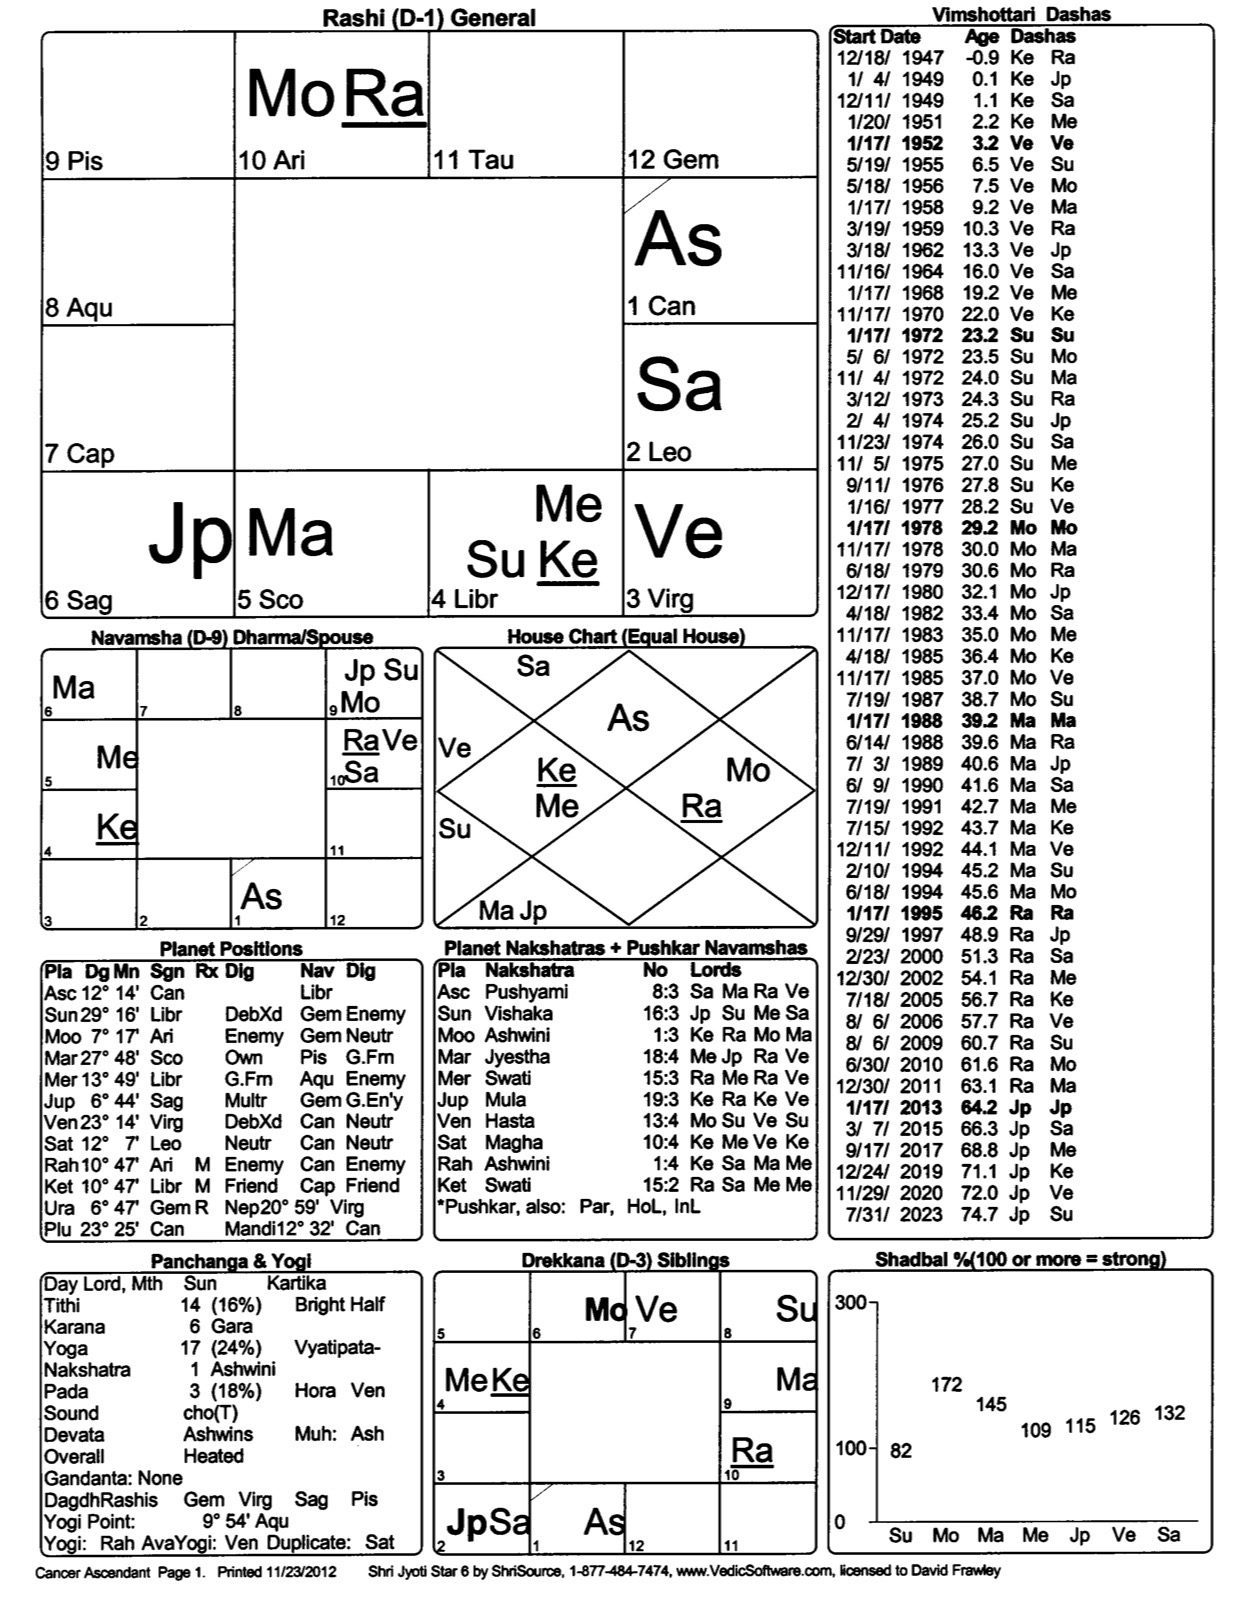 Rashi (D-1) General
Mo Ra
9 Pis
10 Ari
11 Tau
12 Gem
As
8 Aqu
1 Can
Sa
7 Cap
2 Leo
Jp
Ma
Me
Su Ke
Ve
6 Sag
5 Sco
4 Libr
3 Virg
Navamsha (D-9) Dharma/Spouse
Ma
6
7
8
Jp Su
9 Mo
Me
5
Ra Ve
10 Sa
Ke
4
11
3
2
As
1
12
House Chart (Equal House)
Sa
As
Ve
Ke
Me
Mo
Ra
Su
Ma Jp
Planet Positions
Pla Dg Mn Sgn Rx Dig Nav Dig
Asc 12° 14' Can Libr
Sun 29° 16' Libr DebXd Gem Enemy
Moo 7° 17' Ari Enemy Gem Neutr
Mar 27° 48' Sco Own Pis G.Frn
Mer 13° 49' Libr G.Frn Aqu Enemy
Jup 6° 44' Sag Multr Gem G.En'y
Ven 23° 14' Virg DebXd Can Neutr
Sat 12° 7' Leo Neutr Can Neutr
Rah 10° 47' Ari M Enemy Can Enemy
Ket 10° 47' Libr M Friend Cap Friend
Ura 6° 47' Gem R Nep 20° 59' Virg
Plu 23° 25' Can Mandi 12° 32' Can
Planet Nakshatras + Pushkar Navamshas
Pla Nakshatra No Lords
Asc Pushyami 8:3 Sa Ma Ra Ve
Sun Vishaka 16:3 Jp Su Me Sa
Moo Ashwini 1:3 Ke Ra Mo Ma
Mar Jyestha 18:4 Me Jp Ra Ve
Mer Swati 15:3 Ra Me Ra Ve
Jup Mula 19:3 Ke Ra Ke Ve
Ven Hasta 13:4 Mo Su Ve Su
Sat Magha 10:4 Ke Me Ve Ke
Rah Ashwini 1:4 Ke Sa Ma Me
Ket Swati 15:2 Ra Sa Me Me
*Pushkar, also: Par, HoL, InL
Panchanga & Yogi
Day Lord, Mth Sun Kartika
Tithi 14 (16%) Bright Half
Karana 6 Gara
Yoga 17 (24%) Vyatipata-
Nakshatra 1 Ashwini
Pada 3 (18%) Hora Ven
Sound cho(T)
Devata Ashwins Muh: Ash
Overall Heated
Gandanta: None
DagdhRashis Gem Virg Sag Pis
Yogi Point: 9° 54' Aqu
Yogi: Rah AvaYogi: Ven Duplicate: Sat
Drekkana (D-3) Siblings
5
Mo
6
Ve
7
Su
8
Me Ke
4
Ma
9
3
Ra
10
Jp Sa
2
As
1
12
11
Vimshottari Dashas
Start Date Age Dashas
12/18/ 1947 -0.9 Ke Ra
1/ 4/ 1949 0.1 Ke Jp
12/11/ 1949 1.1 Ke Sa
1/20/ 1951 2.2 Ke Me
1/17/ 1952 3.2 Ve Ve
5/19/ 1955 6.5 Ve Su
5/18/ 1956 7.5 Ve Mo
1/17/ 1958 9.2 Ve Ma
3/19/ 1959 10.3 Ve Ra
3/18/ 1962 13.3 Ve Jp
11/16/ 1964 16.0 Ve Sa
1/17/ 1968 19.2 Ve Me
11/17/ 1970 22.0 Ve Ke
1/17/ 1972 23.2 Su Su
5/ 6/ 1972 23.5 Su Mo
11/ 4/ 1972 24.0 Su Ma
3/12/ 1973 24.3 Su Ra
2/ 4/ 1974 25.2 Su Jp
11/23/ 1974 26.0 Su Sa
11/ 5/ 1975 27.0 Su Me
9/11/ 1976 27.8 Su Ke
1/16/ 1977 28.2 Su Ve
1/17/ 1978 29.2 Mo Mo
11/17/ 1978 30.0 Mo Ma
6/18/ 1979 30.6 Mo Ra
12/17/ 1980 32.1 Mo Jp
4/18/ 1982 33.4 Mo Sa
11/17/ 1983 35.0 Mo Me
4/18/ 1985 36.4 Mo Ke
11/17/ 1985 37.0 Mo Ve
7/19/ 1987 38.7 Mo Su
1/17/ 1988 39.2 Ma Ma
6/14/ 1988 39.6 Ma Ra
7/ 3/ 1989 40.6 Ma Jp
6/ 9/ 1990 41.6 Ma Sa
7/19/ 1991 42.7 Ma Me
7/15/ 1992 43.7 Ma Ke
12/11/ 1992 44.1 Ma Ve
2/10/ 1994 45.2 Ma Su
6/18/ 1994 45.6 Ma Mo
1/17/ 1995 46.2 Ra Ra
9/29/ 1997 48.9 Ra Jp
2/23/ 2000 51.3 Ra Sa
12/30/ 2002 54.1 Ra Me
7/18/ 2005 56.7 Ra Ke
8/ 6/ 2006 57.7 Ra Ve
8/ 6/ 2009 60.7 Ra Su
6/30/ 2010 61.6 Ra Mo
12/30/ 2011 63.1 Ra Ma
1/17/ 2013 64.2 Jp Jp
3/ 7/ 2015 66.3 Jp Sa
9/17/ 2017 68.8 Jp Me
12/24/ 2019 71.1 Jp Ke
11/29/ 2020 72.0 Jp Ve
7/31/ 2023 74.7 Jp Su
Shadbal %(100 or more = strong)
300
100
0
82 172 145 109 115 126 132
Su Mo Ma Me Jp Ve Sa
Cancer Ascendant Page 1. Printed 11/23/2012 Shri Jyoti Star 6 by ShriSource, 1-877-484-7474, www.VedicSoftware.com, licensed to David Frawley